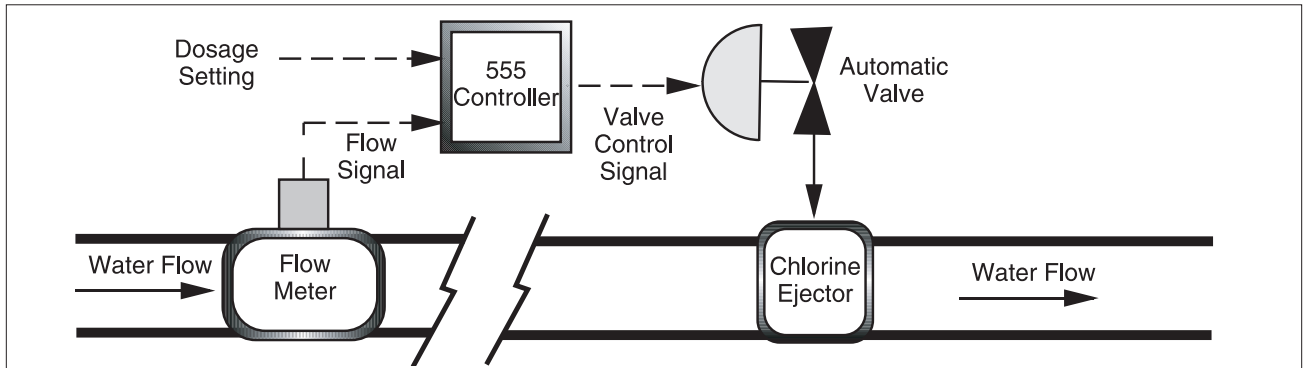 Dosage
Setting
555
Controller
Automatic
Valve
Flow
Signal
Valve
Control
Signal
Water Flow
Flow
Meter
Chlorine
Ejector
Water Flow